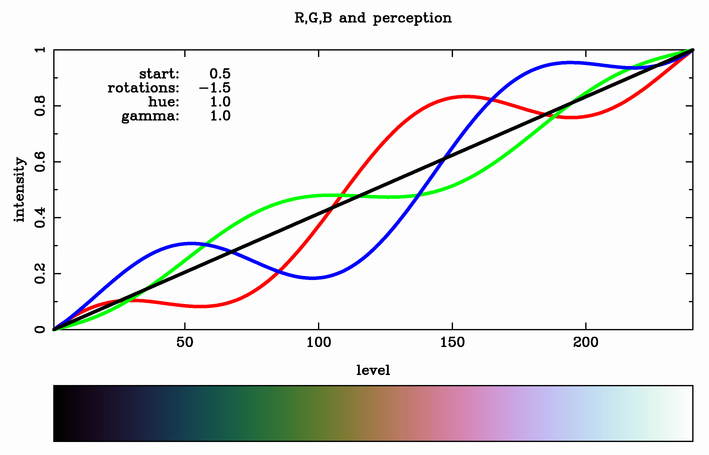 R,G,B and perception
start: 0.5
rotations: −1.5
hue: 1.0
gamma: 1.0
intensity
1
0.8
0.6
0.4
0.2
0
50 100 150 200
level